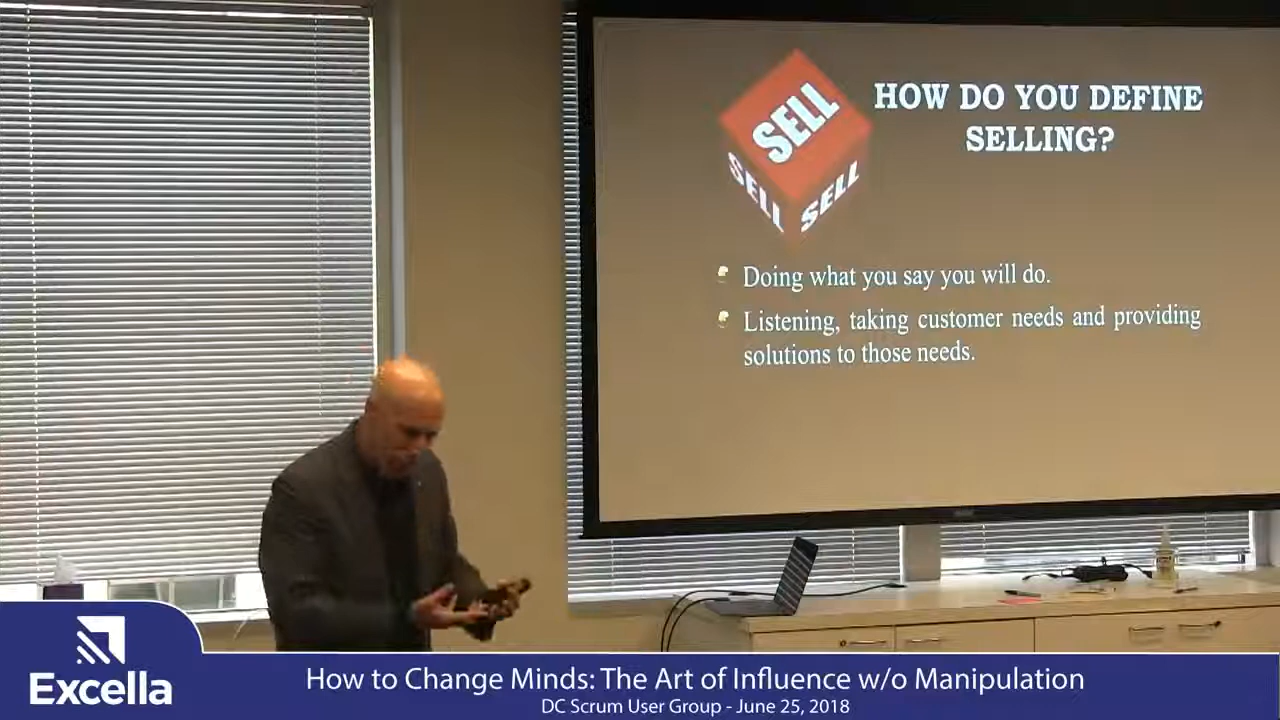 SELL
SELL
SELL
HOW DO YOU DEFINE
SELLING?
Doing what you say you will do.
Listening, taking customer needs and providing
solutions to those needs.
Excella
How to Change Minds: The Art of Influence w/o Manipulation
DC Scrum User Group - June 25, 2018